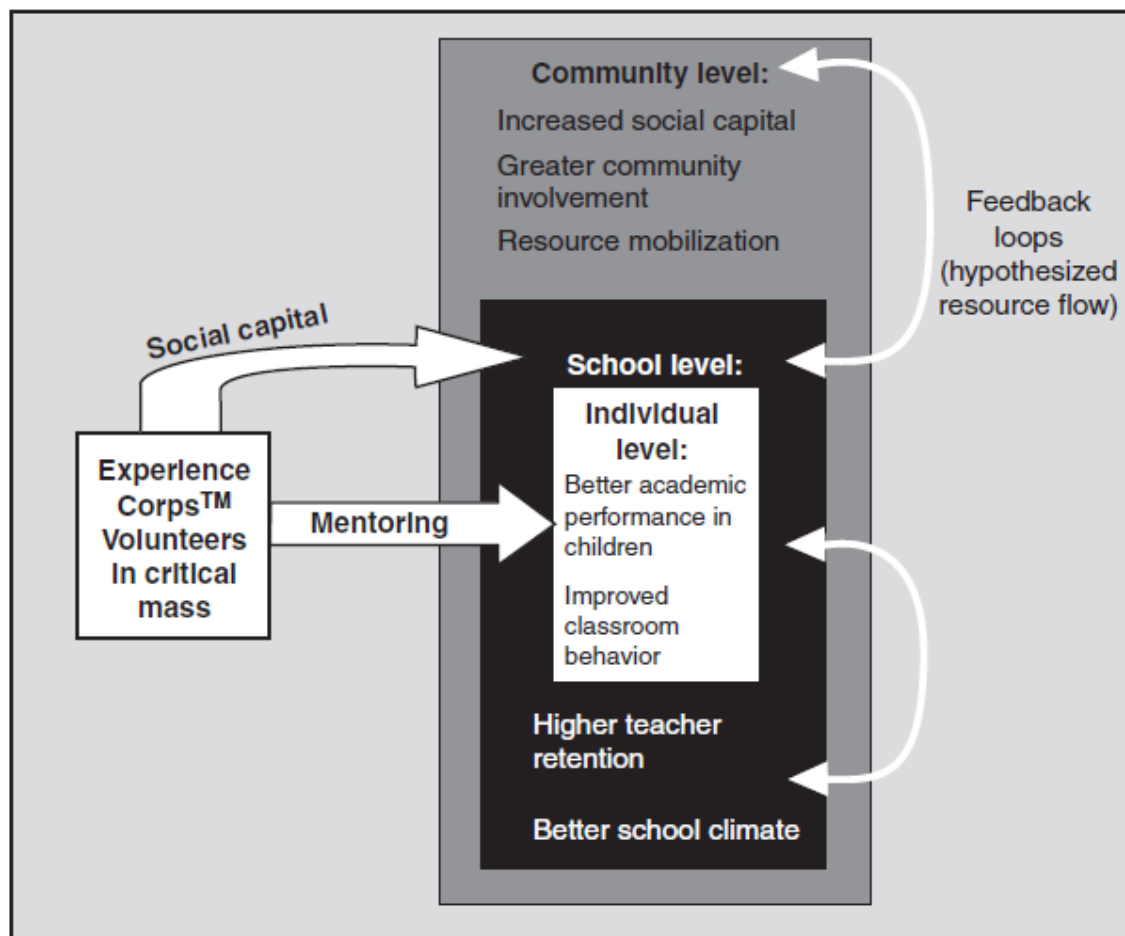 Community level:
Increased social capital
Greater community
involvement
Resource mobilization
Feedback
loops
(hypothesized
resource flow)
Social capital
School level:
Individual
level:
Better academic
performance in
children
Improved
classroom
behavior
Experience
Corps™
Volunteers
in critical
mass
Mentoring
Higher teacher
retention
Better school climate